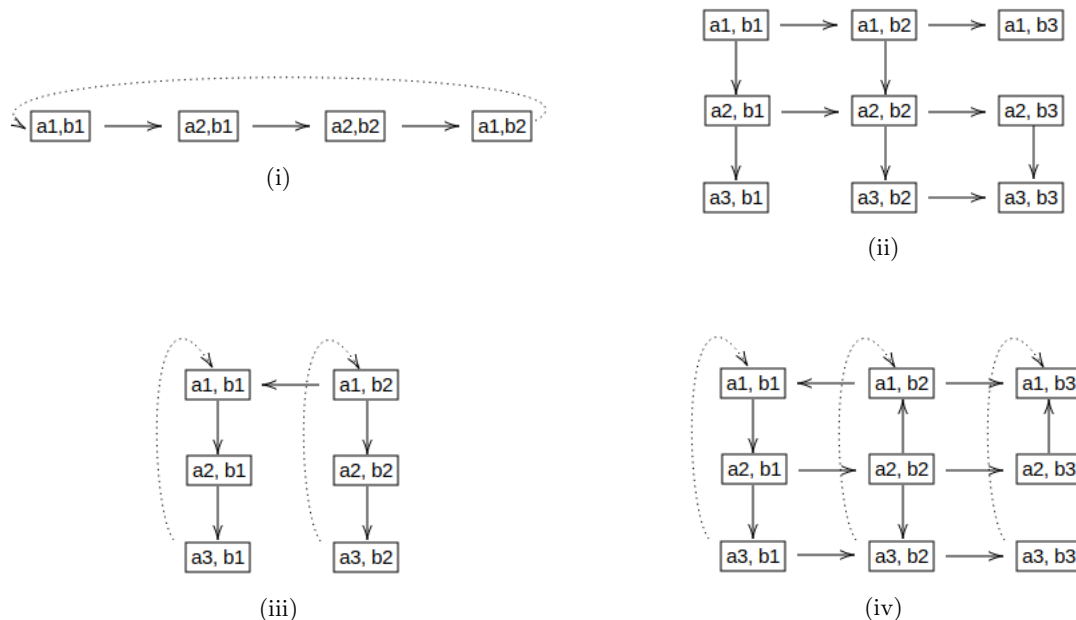 a1, b1 a1, b2 a1, b3
a1,b1 a2,b1 a2,b2 a1,b2
a2, b1 a2, b2 a2, b3
(i)
a3, b1 a3, b2 a3, b3
(ii)
a1, b1 a1, b2
a2, b1 a2, b2
a3, b1 a3, b2
(iii)
a1, b1 a1, b2 a1, b3
a2, b1 a2, b2 a2, b3
a3, b1 a3, b2 a3, b3
(iv)